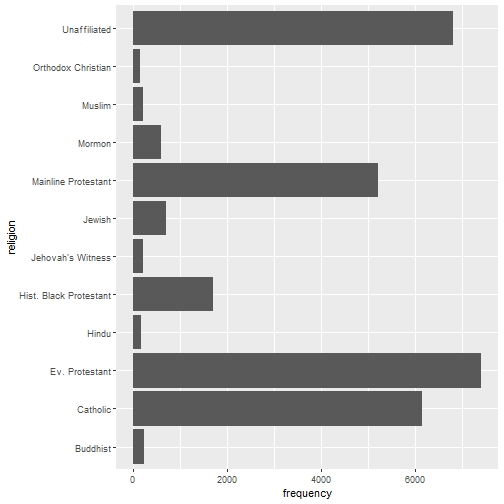 Unaffiliated
Orthodox Christian
Muslim
Mormon
Mainline Protestant
Jewish
Jehovah's Witness
Hist. Black Protestant
Hindu
Ev. Protestant
Catholic
Buddhist
religion
0 2000 4000 6000
frequency